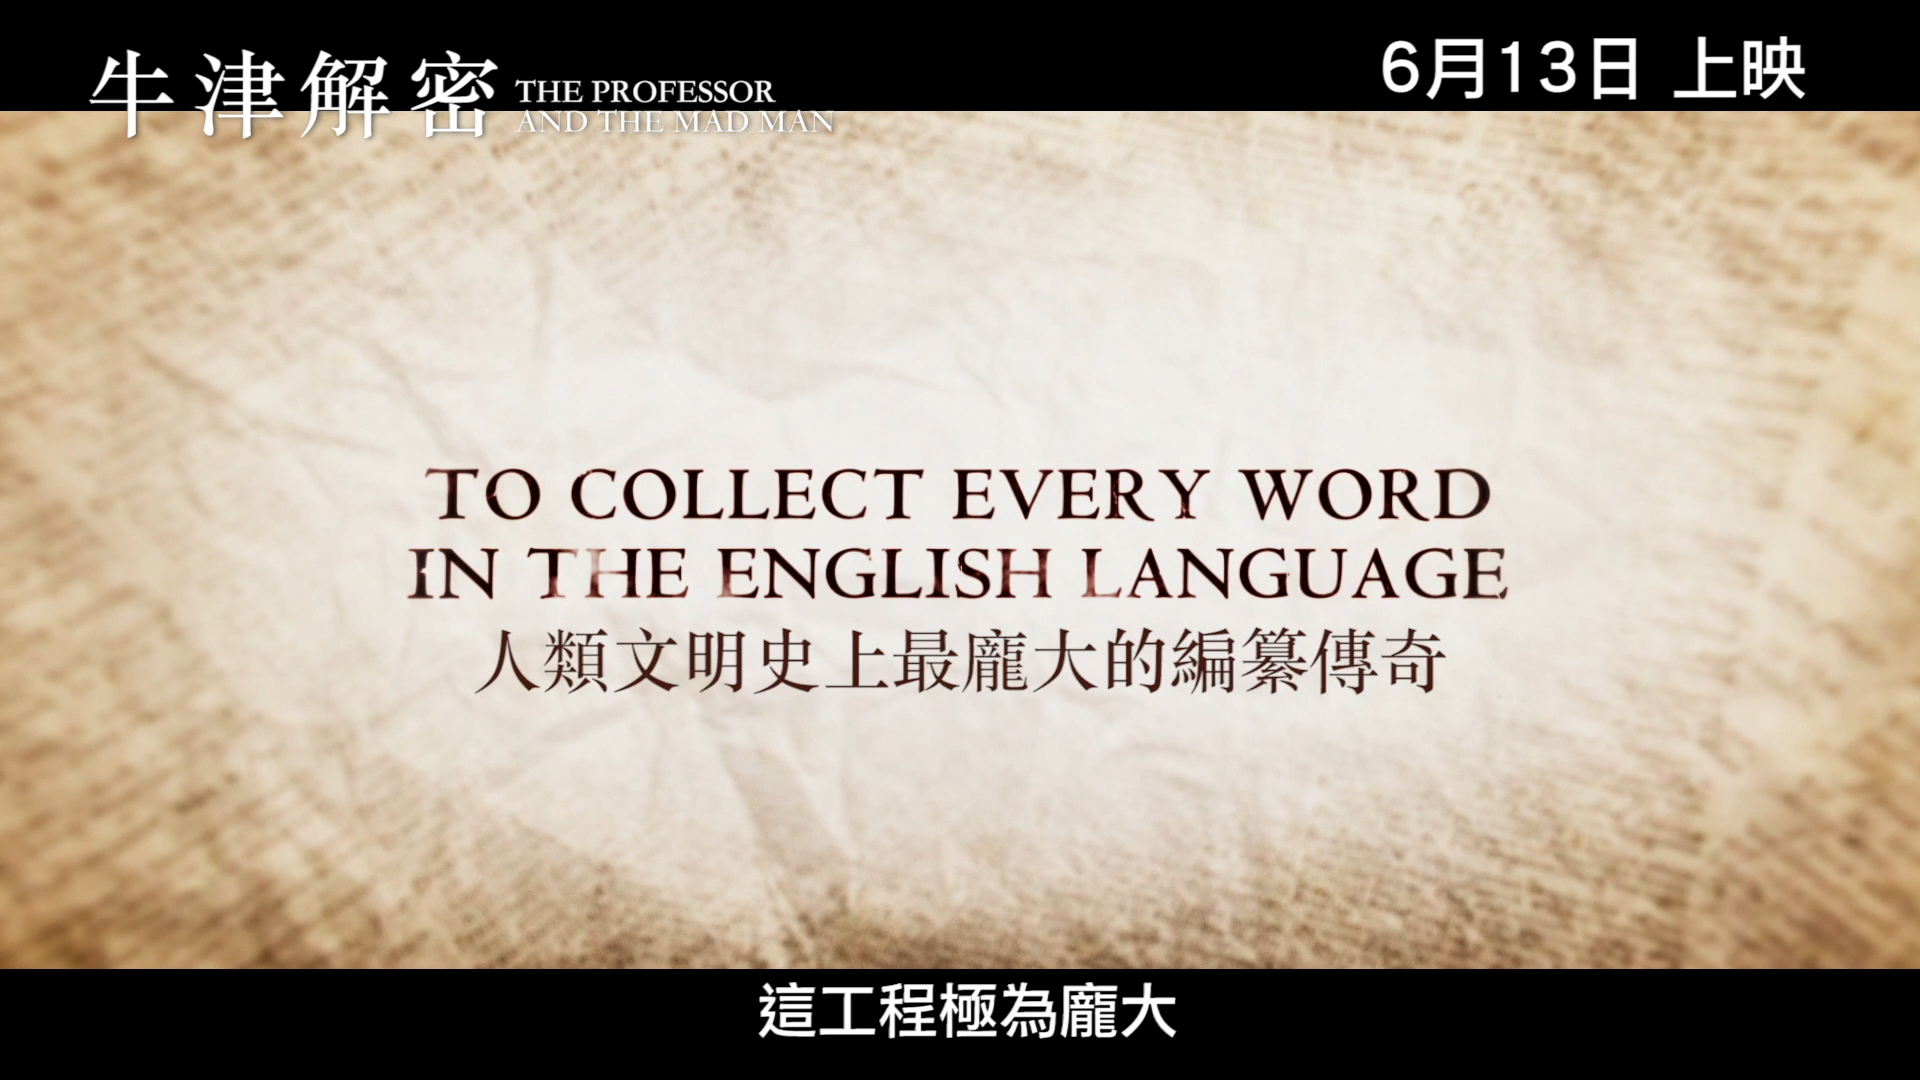 牛津解密 THE PROFESSOR
AND THE MAD MAN
6月13日 上映
TO COLLECT EVERY WORD
IN THE ENGLISH LANGUAGE
人類文明史上最龐大的編纂傳奇
這工程極為龐大